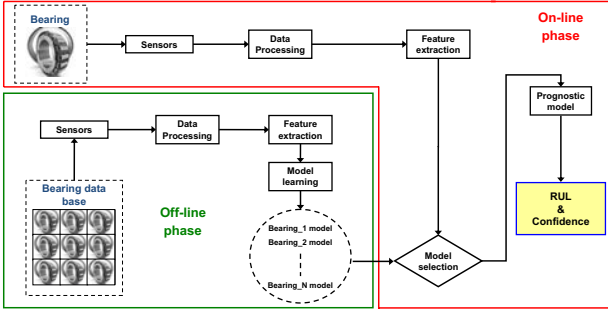 Bearing
On-line
phase
Sensors
Data
Processing
Feature
extraction
Prognostic
model
Sensors
Data
Processing
Feature
extraction
Model
learning
Bearing data
base
Off-line
phase
RUL
&
Confidence
Bearing_1 model
Bearing_2 model
Bearing_N model
Model
selection